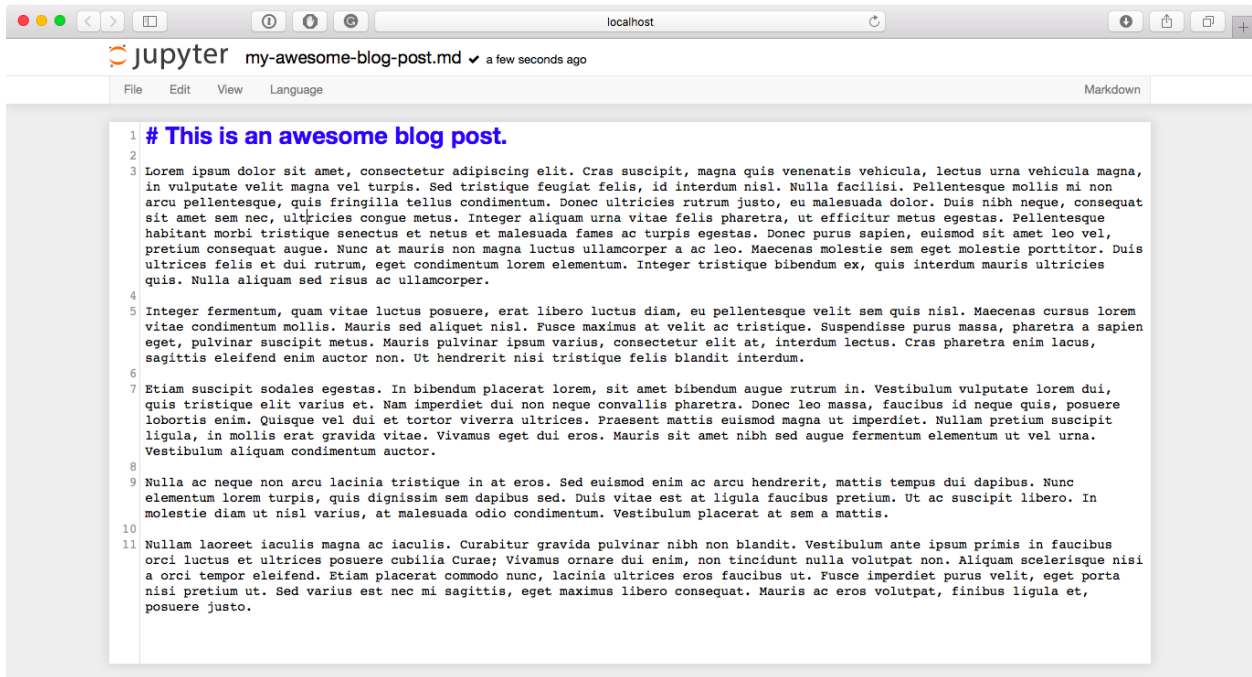 localhost
jupyter my-awesome-blog-post.md ✔ a few seconds ago
File Edit View Language Markdown
1 # This is an awesome blog post.
2
3 Lorem ipsum dolor sit amet, consectetur adipiscing elit. Cras suscipit, magna quis venenatis vehicula, lectus urna vehicula magna,
in vulputate velit magna vel turpis. Sed tristique feugiat felis, id interdum nisl. Nulla facilisi. Pellentesque mollis mi non
arcu pellentesque, quis fringilla tellus condimentum. Donec ultricies rutrum justo, eu malesuada dolor. Duis nibh neque, consequat
sit amet sem nec, ultricies congue metus. Integer aliquam urna vitae felis pharetra, ut efficitur metus egestas. Pellentesque
habitant morbi tristique senectus et netus et malesuada fames ac turpis egestas. Donec purus sapien, euismod sit amet leo vel,
pretium consequat augue. Nunc at mauris non magna luctus ullamcorper a ac leo. Maecenas molestie sem eget molestie porttitor. Duis
ultrices felis et dui rutrum, eget condimentum lorem elementum. Integer tristique bibendum ex, quis interdum mauris ultricies
quis. Nulla aliquam sed risus ac ullamcorper.
4
5 Integer fermentum, quam vitae luctus posuere, erat libero luctus diam, eu pellentesque velit sem quis nisl. Maecenas cursus lorem
vitae condimentum mollis. Mauris sed aliquet nisl. Fusce maximus at velit ac tristique. Suspendisse purus massa, pharetra a sapien
eget, pulvinar suscipit metus. Mauris pulvinar ipsum varius, consectetur elit at, interdum lectus. Cras pharetra enim lacus,
sagittis eleifend enim auctor non. Ut hendrerit nisi tristique felis blandit interdum.
6
7 Etiam suscipit sodales egestas. In bibendum placerat lorem, sit amet bibendum augue rutrum in. Vestibulum vulputate lorem dui,
quis tristique elit varius et. Nam imperdiet dui non neque convallis pharetra. Donec leo massa, faucibus id neque quis, posuere
lobortis enim. Quisque vel dui et tortor viverra ultrices. Praesent mattis euismod magna ut imperdiet. Nullam pretium suscipit
ligula, in mollis erat gravida vitae. Vivamus eget dui eros. Mauris sit amet nibh sed augue fermentum elementum ut vel urna.
Vestibulum aliquam condimentum auctor.
8
9 Nulla ac neque non arcu lacinia tristique in at eros. Sed euismod enim ac arcu hendrerit, mattis tempus dui dapibus. Nunc
elementum lorem turpis, quis dignissim sem dapibus sed. Duis vitae est at ligula faucibus pretium. Ut ac suscipit libero. In
molestie diam ut nisl varius, at malesuada odio condimentum. Vestibulum placerat at sem a mattis.
10
11 Nullam laoreet iaculis magna ac iaculis. Curabitur gravida pulvinar nibh non blandit. Vestibulum ante ipsum primis in faucibus
orci luctus et ultrices posuere cubilia Curae; Vivamus ornare dui enim, non tincidunt nulla volutpat non. Aliquam scelerisque nisi
a orci tempor eleifend. Etiam placerat commodo nunc, lacinia ultrices eros faucibus ut. Fusce imperdiet purus velit, eget porta
nisi pretium ut. Sed varius est nec mi sagittis, eget maximus libero consequat. Mauris ac eros volutpat, finibus ligula et,
posuere justo.